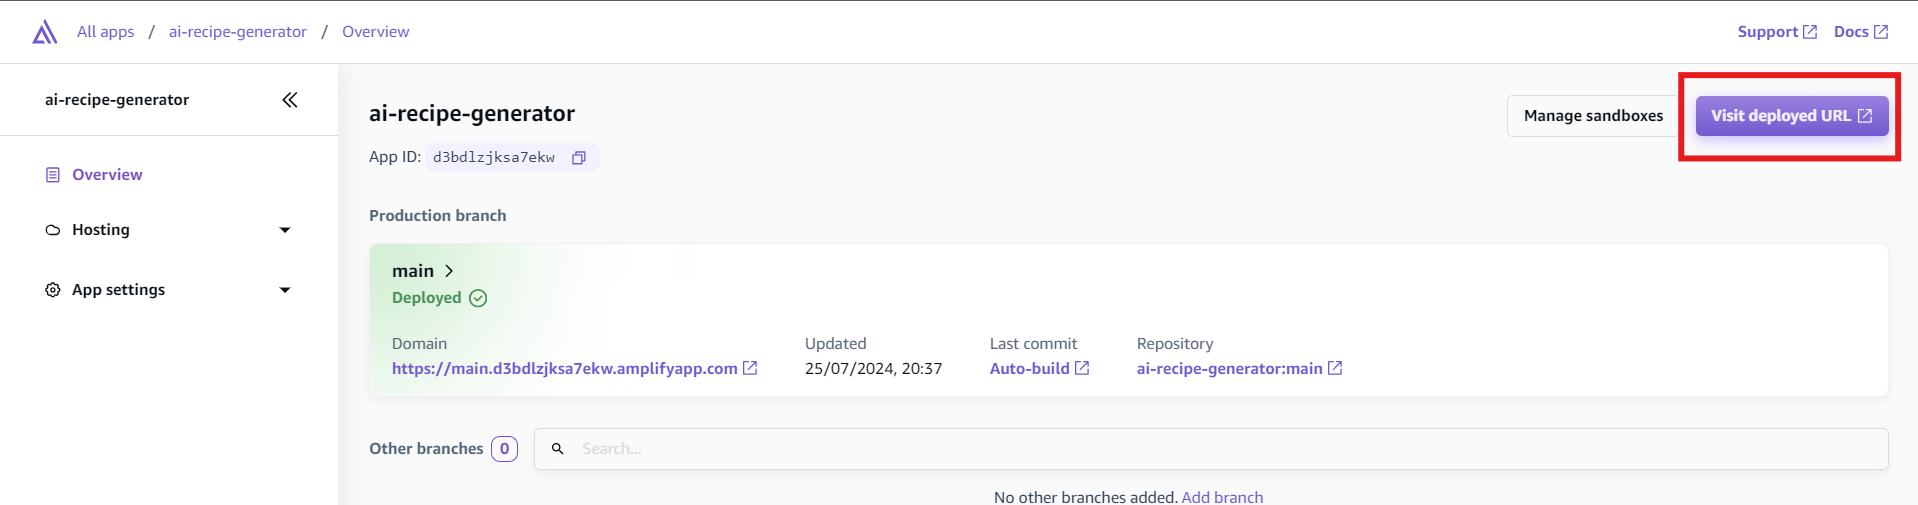 All apps / ai-recipe-generator / Overview
Support
Docs
ai-recipe-generator
Overview
Hosting
App settings
ai-recipe-generator
App ID: d3bdlzjksa7ekw
Manage sandboxes
Visit deployed URL
Production branch
main
Deployed
Domain
https://main.d3bdlzjksa7ekw.amplifyapp.com
Updated
25/07/2024, 20:37
Last commit
Auto-build
Repository
ai-recipe-generator:main
Other branches 0
Search...
No other branches added. Add branch